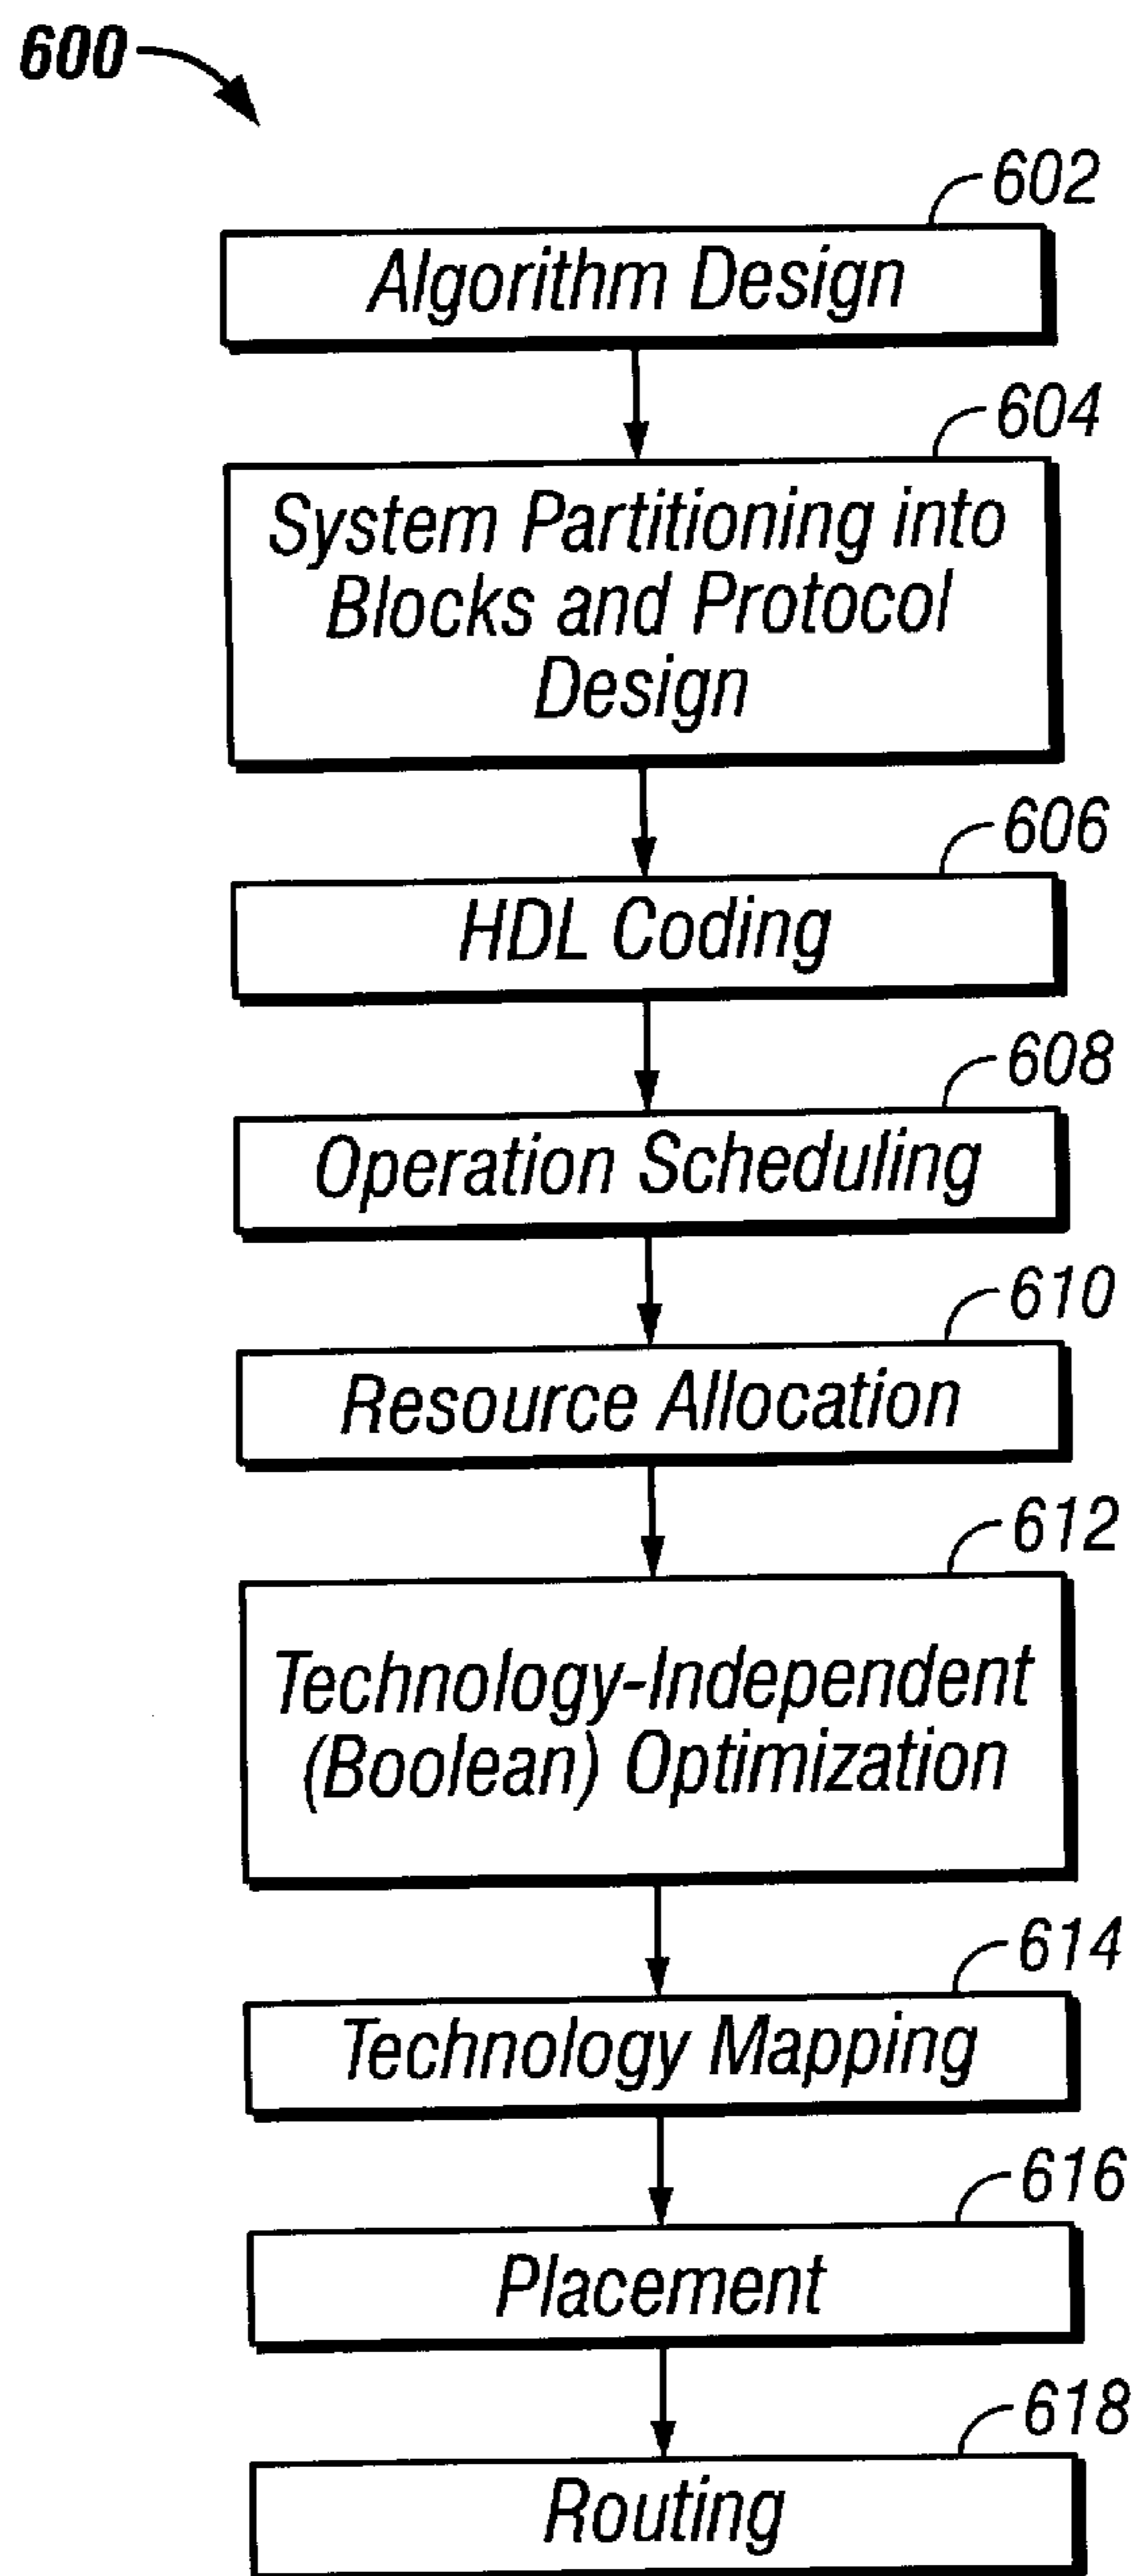 600
602
Algorithm Design
604
System Partitioning into
Blocks and Protocol
Design
606
HDL Coding
608
Operation Scheduling
610
Resource Allocation
612
Technology-Independent
(Boolean) Optimization
614
Technology Mapping
616
Placement
618
Routing